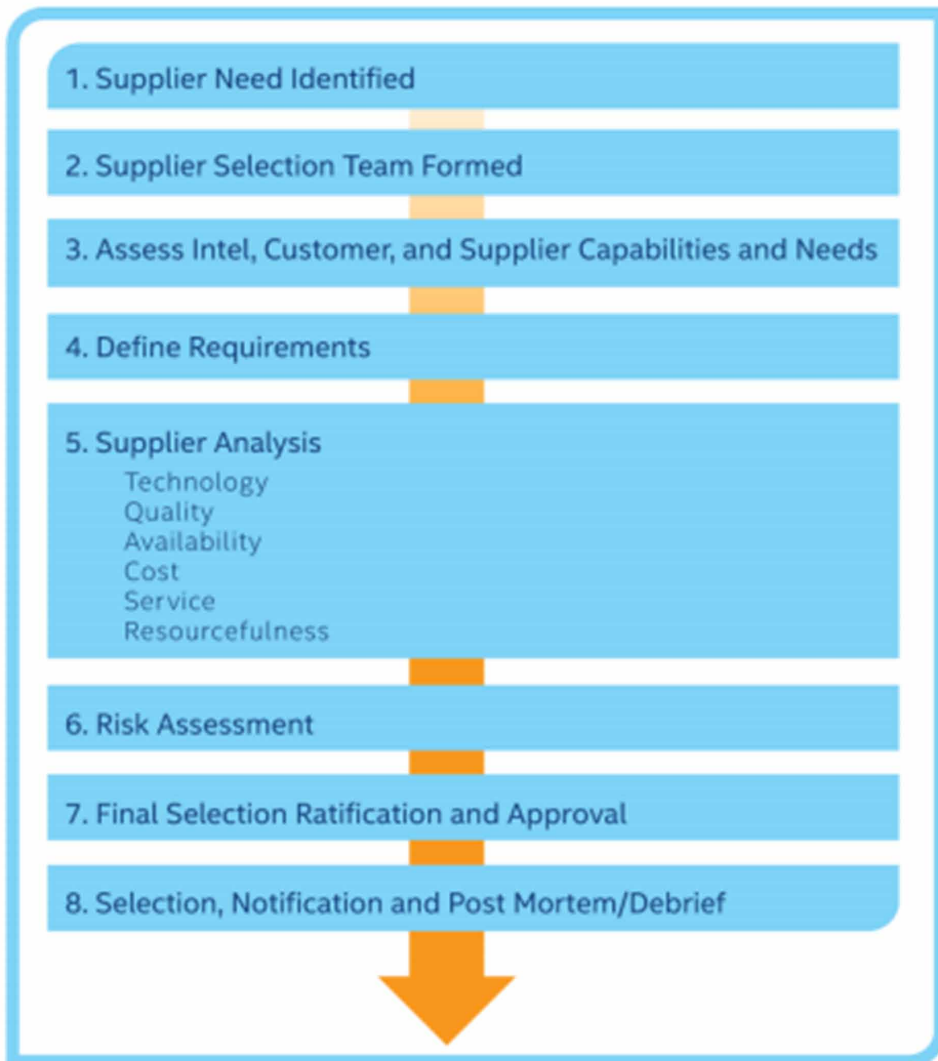 1. Supplier Need Identified
2. Supplier Selection Team Formed
3. Assess Intel, Customer, and Supplier Capabilities and Needs
4. Define Requirements
5. Supplier Analysis
Technology
Quality
Availability
Cost
Service
Resourcefulness
6. Risk Assessment
7. Final Selection Ratification and Approval
8. Selection, Notification and Post Mortem/Debrief